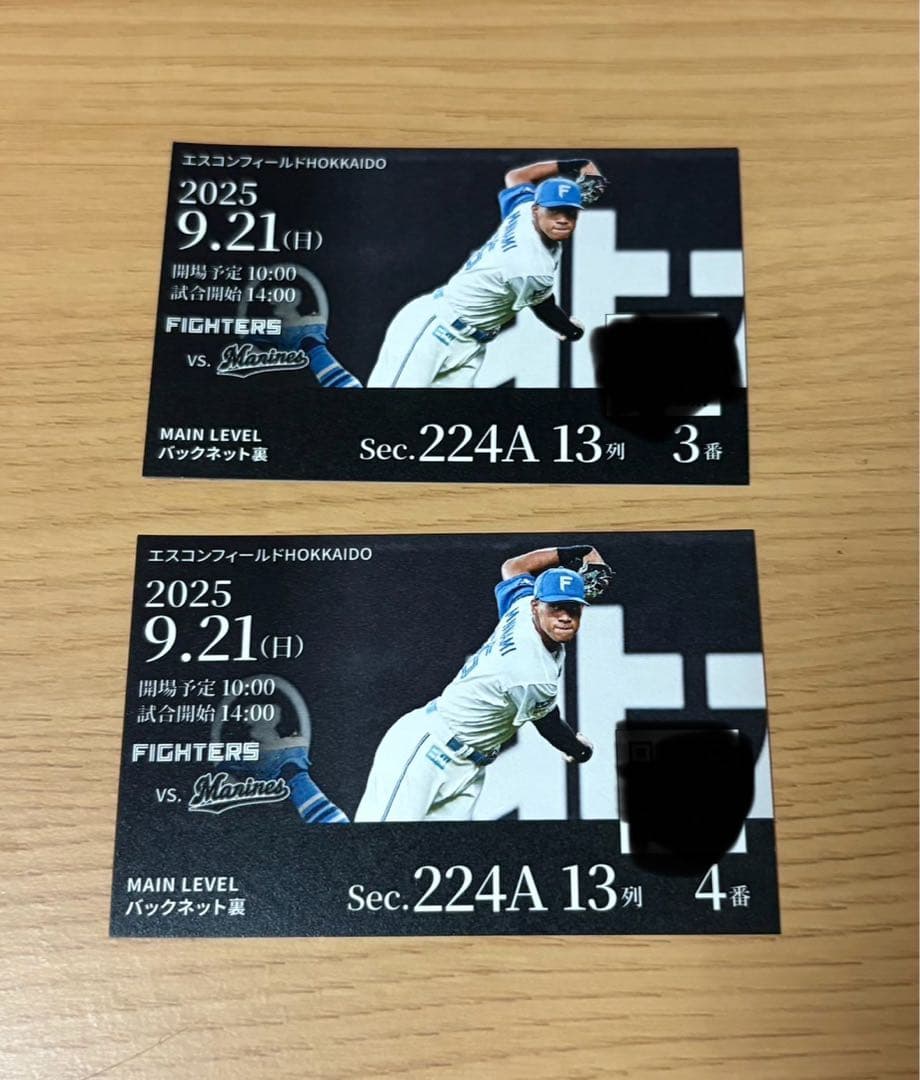 エスコンフィールドHOKKAIDO
2025
9.21(日)
開場予定 10:00
試合開始 14:00
FIGHTERS
vs. Marines
F
MINAMI
MAIN LEVEL
バックネット裏
Sec.224A 13列 3番
エスコンフィールドHOKKAIDO
2025
9.21(日)
開場予定 10:00
試合開始 14:00
FIGHTERS
vs. Marines
F
MINAMI
MAIN LEVEL
バックネット裏
Sec.224A 13列 4番